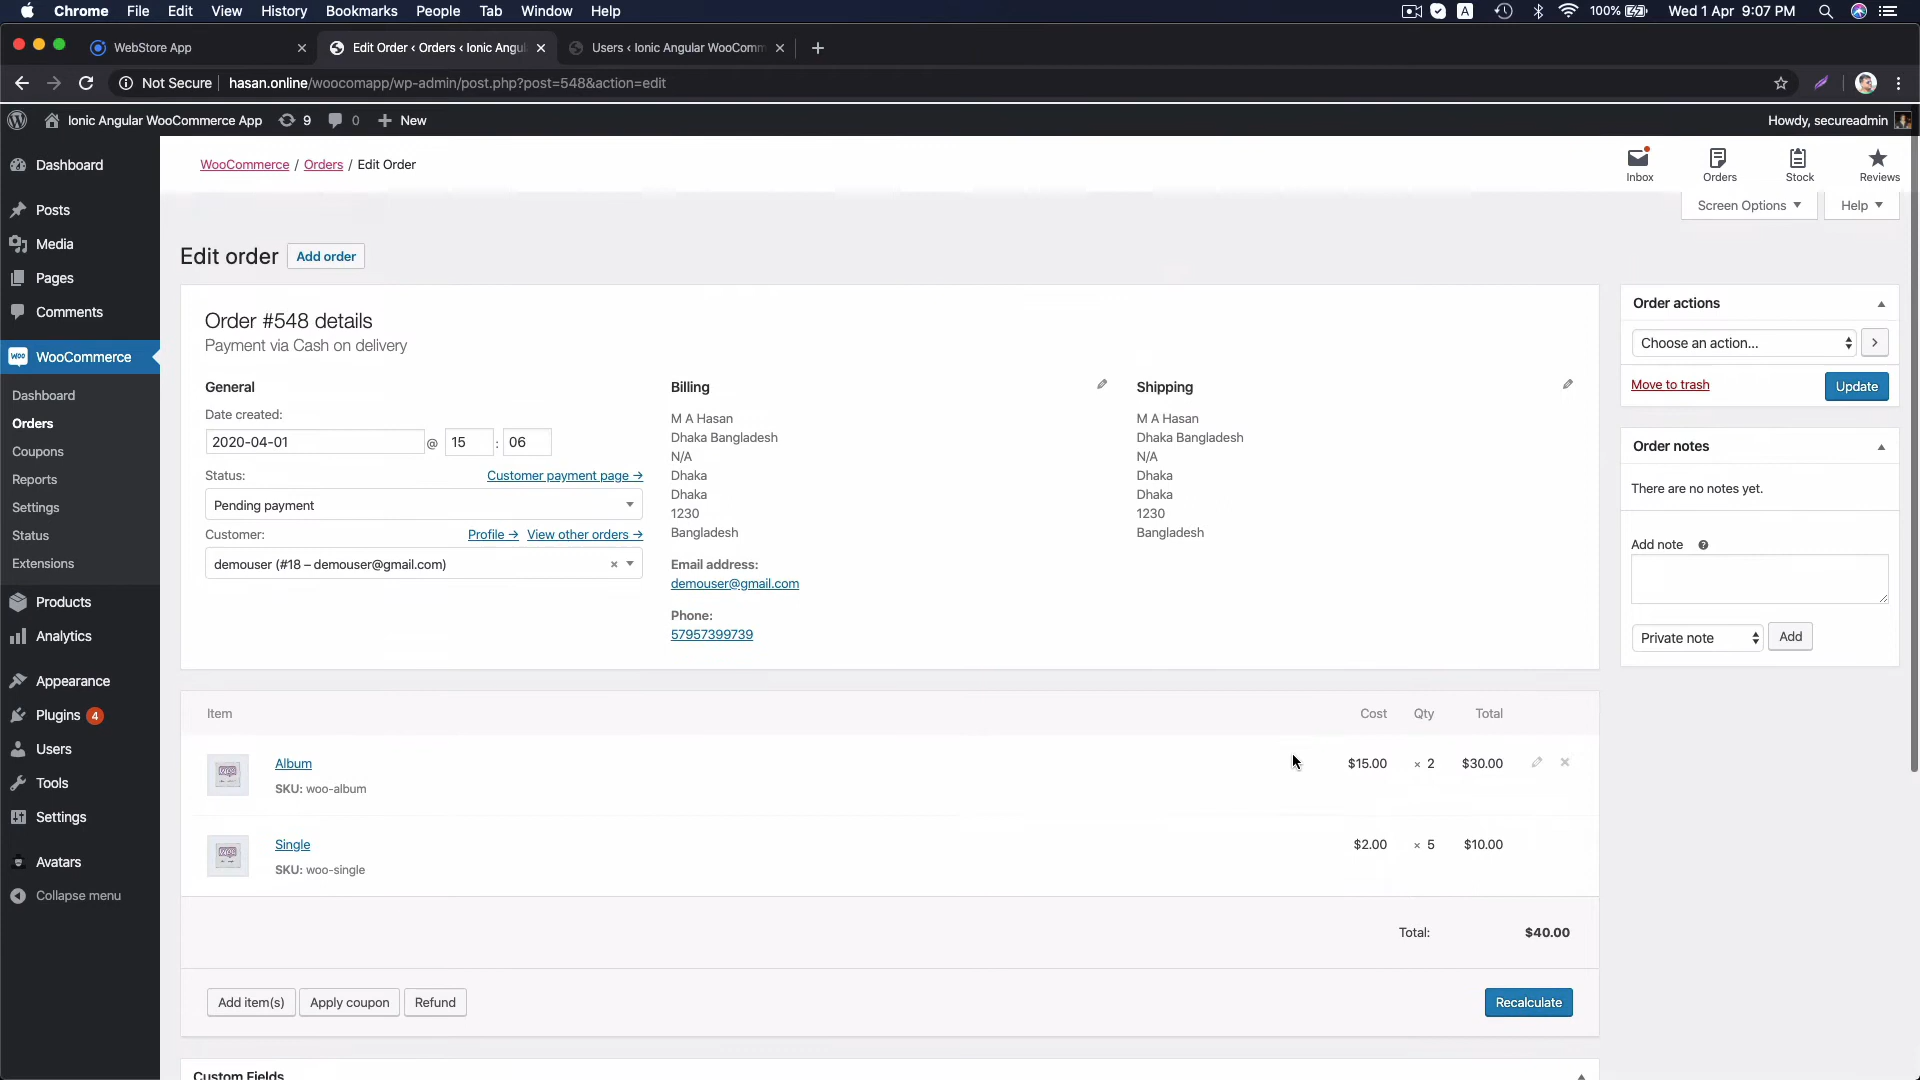 Chrome File Edit View History Bookmarks People Tab Window Help
A 100% Wed 1 Apr 9:07 PM
WebStore App
Edit Order ‹ Orders ‹ Ionic Angul
Users ‹ Ionic Angular WooComm
Not Secure hasan.online/woocomapp/wp-admin/post.php?post=548&action=edit
Ionic Angular WooCommerce App 9 0 New
Howdy, secureadmin
Dashboard
Posts
Media
Pages
Comments
WooCommerce
Dashboard
Orders
Coupons
Reports
Settings
Status
Extensions
Products
Analytics
Appearance
Plugins 4
Users
Tools
Settings
Avatars
Collapse menu
WooCommerce / Orders / Edit Order
Inbox Orders Stock Reviews
Screen Options Help
Edit order Add order
Order #548 details
Payment via Cash on delivery
General
Date created:
2020-04-01 @ 15 : 06
Status: Customer payment page →
Pending payment
Customer: Profile → View other orders →
demouser (#18 – demouser@gmail.com) ×
Billing
M A Hasan
Dhaka Bangladesh
N/A
Dhaka
Dhaka
1230
Bangladesh
Email address:
demouser@gmail.com
Phone:
57957399739
Shipping
M A Hasan
Dhaka Bangladesh
N/A
Dhaka
Dhaka
1230
Bangladesh
Order actions
Choose an action...
Move to trash Update
Order notes
There are no notes yet.
Add note
Private note Add
Item Cost Qty Total
Album $15.00 × 2 $30.00
SKU: woo-album
Single $2.00 × 5 $10.00
SKU: woo-single
Total: $40.00
Add item(s) Apply coupon Refund Recalculate
Custom Fields